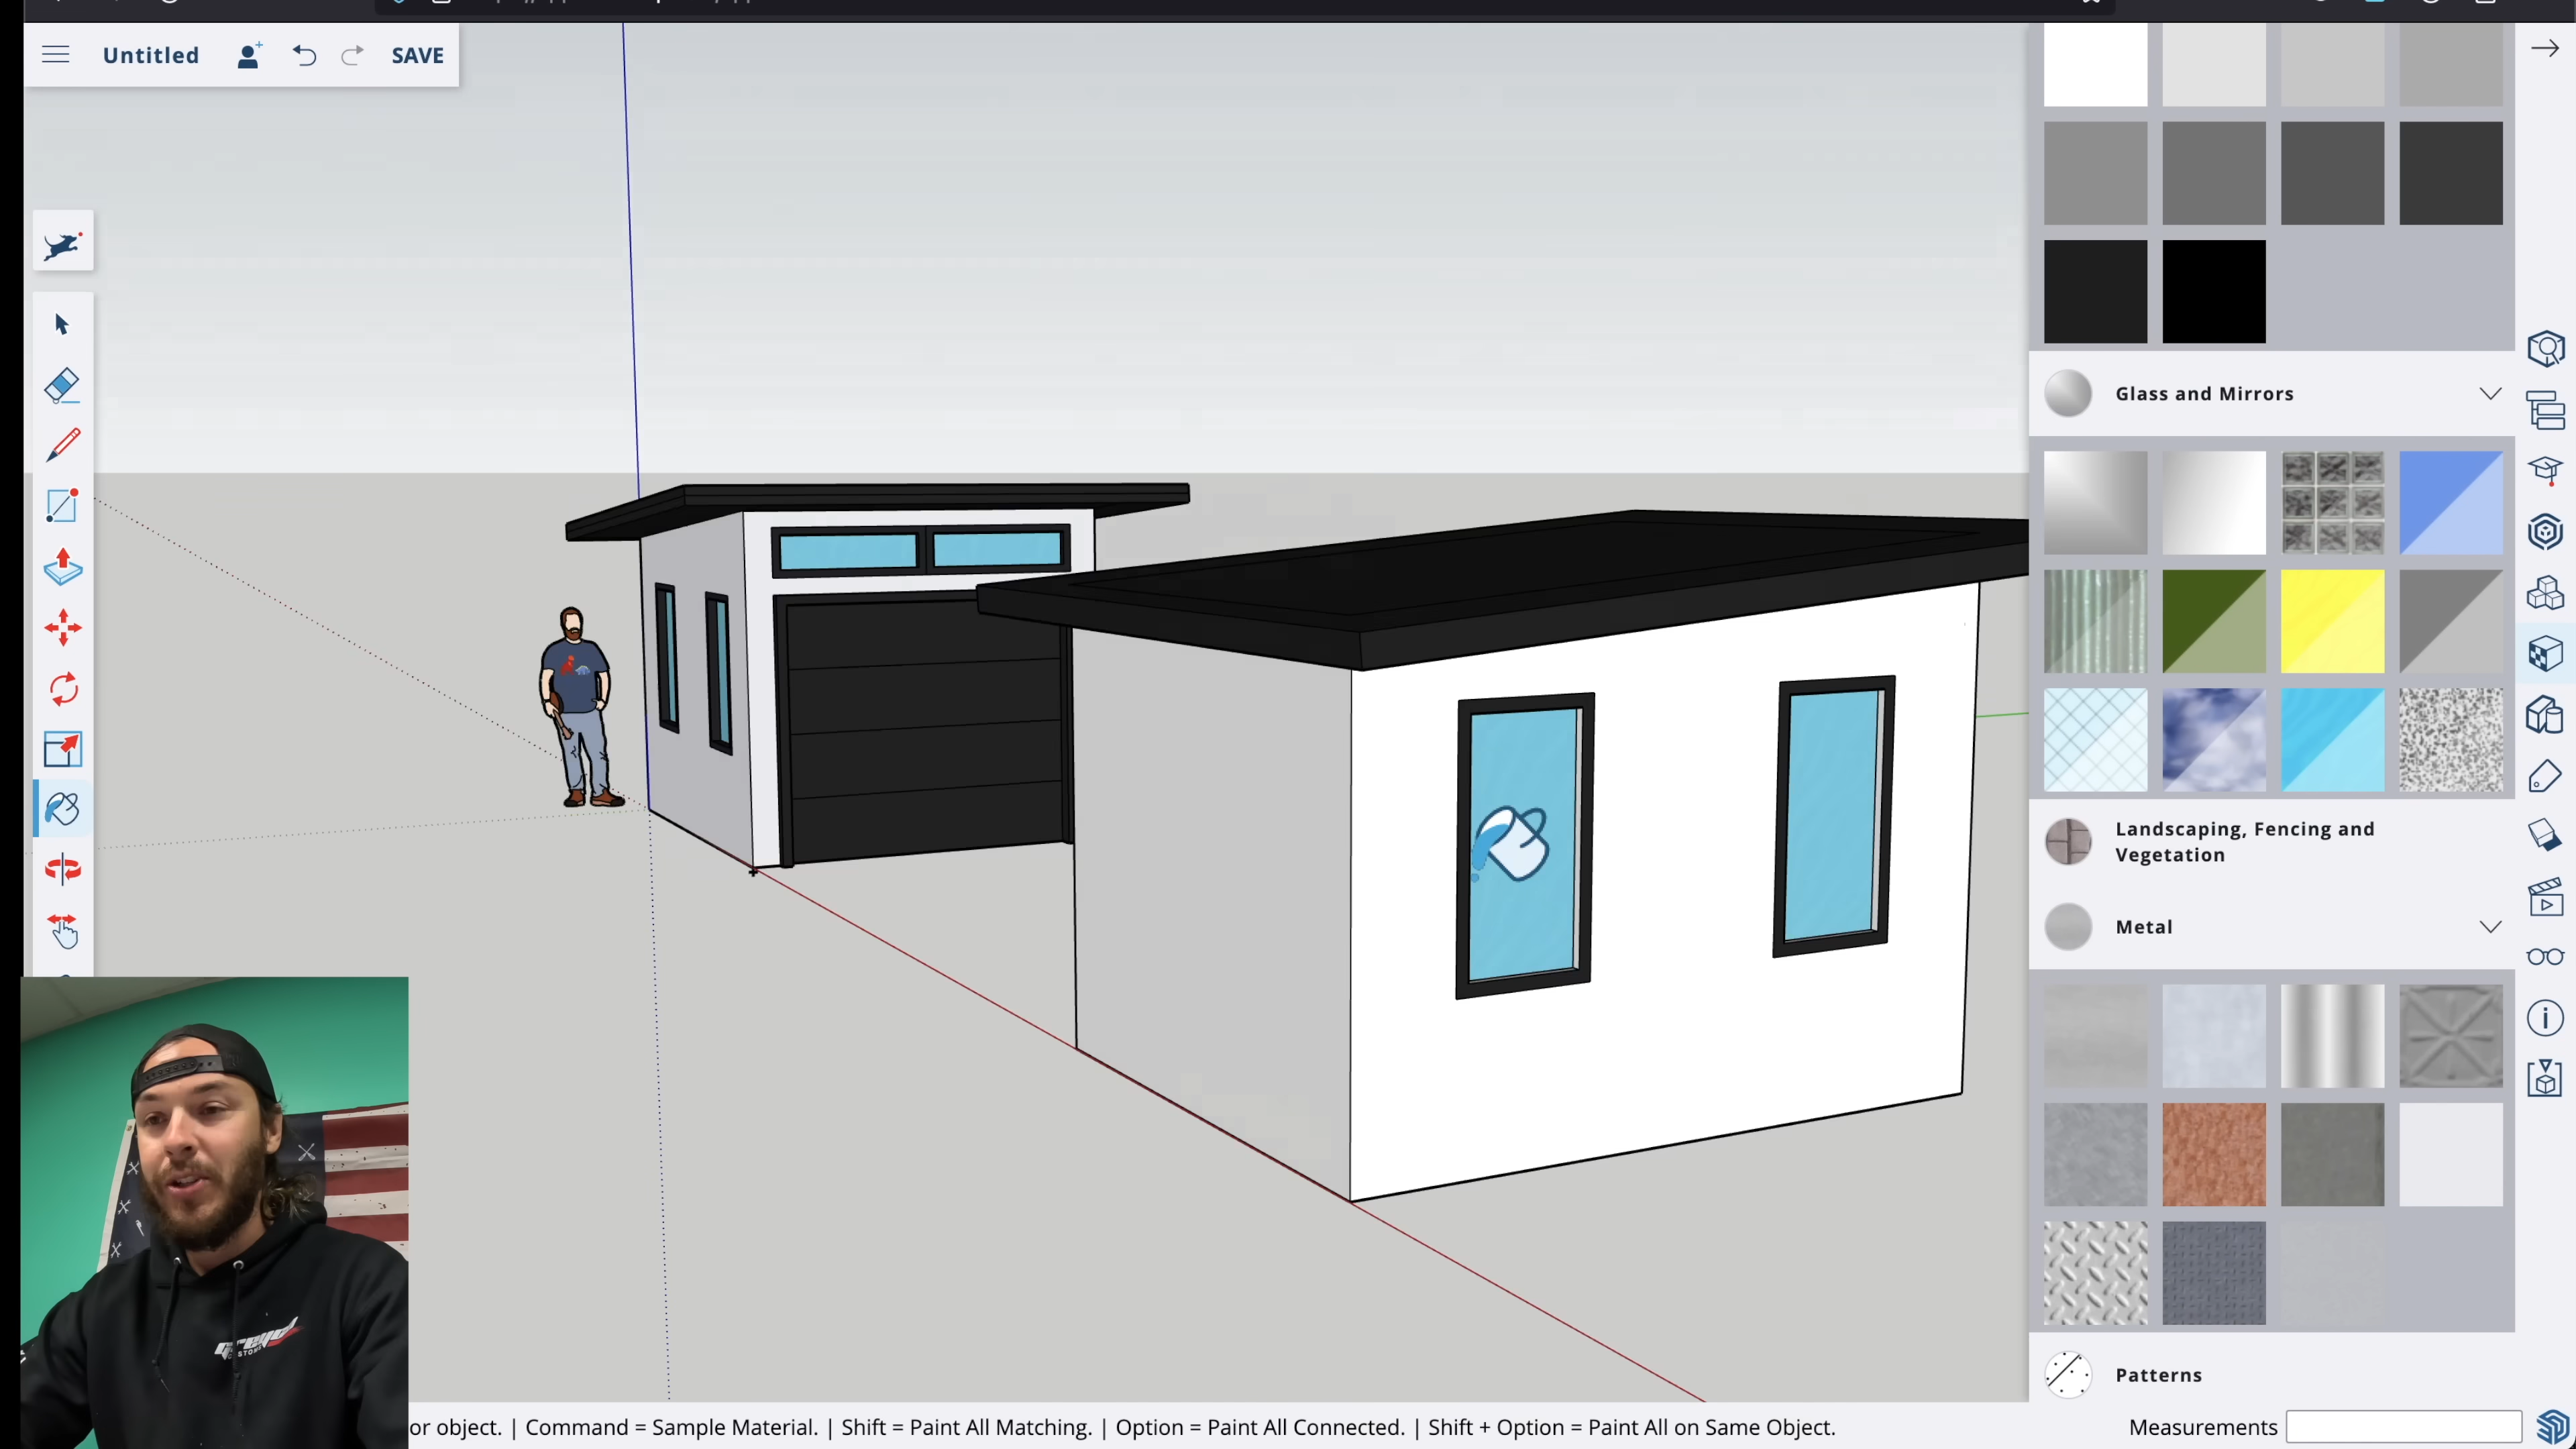 Untitled
SAVE
Glass and Mirrors
Landscaping, Fencing and
Vegetation
Metal
Patterns
or object. | Command = Sample Material. | Shift = Paint All Matching. | Option = Paint All Connected. | Shift + Option = Paint All on Same Object.
Measurements